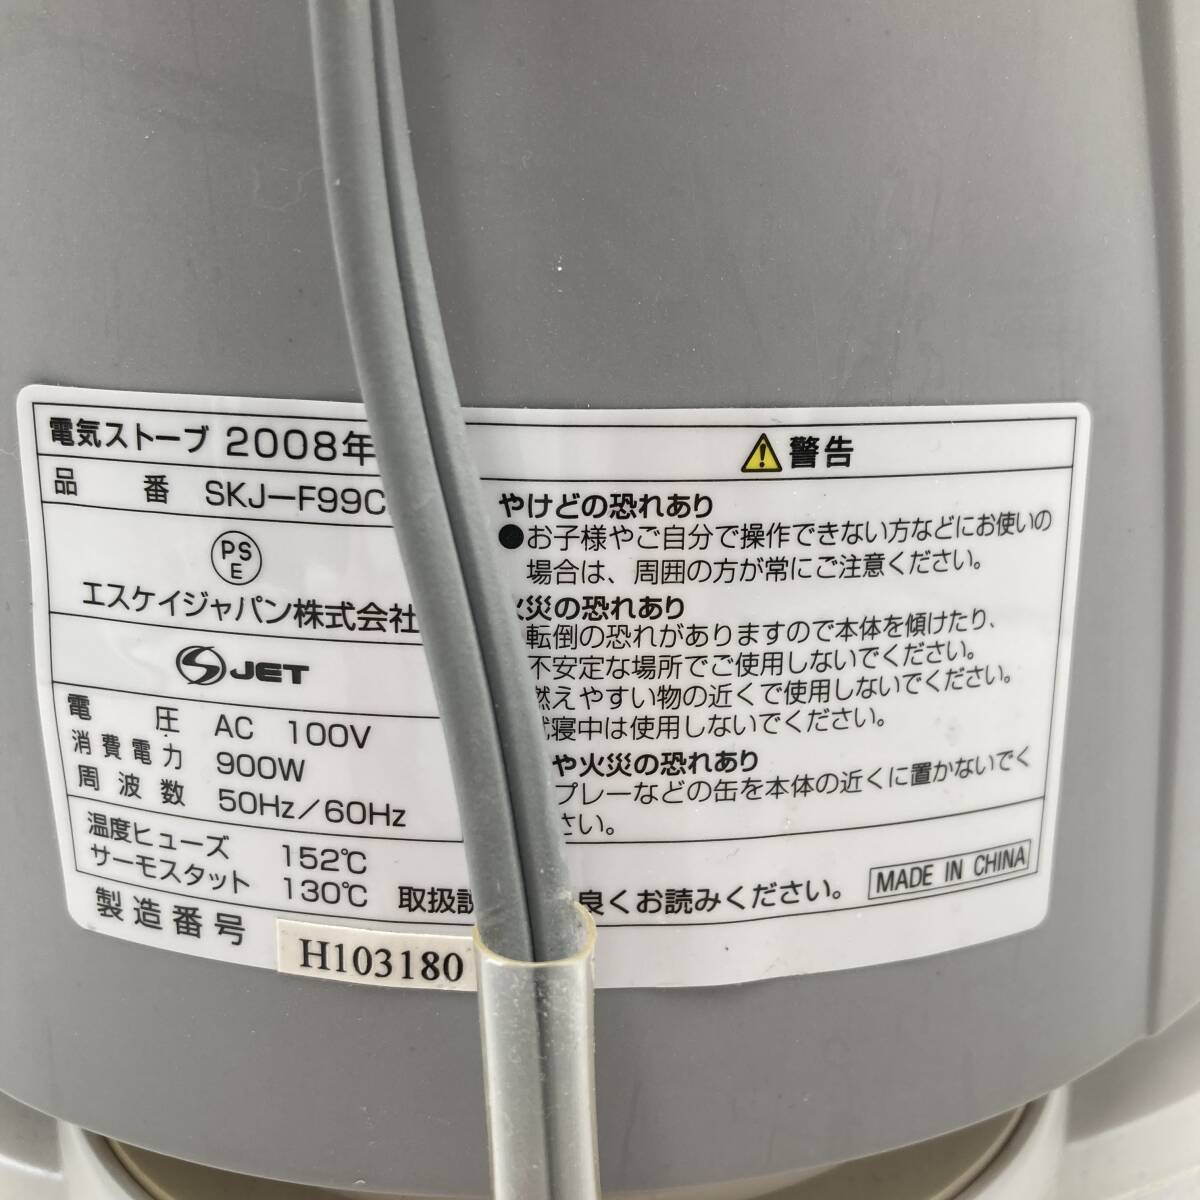 電気ストーブ 2008年
品番 SKJ-F99C
PS
E
エスケイジャパン株式会社
S JET
電圧 AC 100V
消費電力 900W
周波数 50Hz/60Hz
温度ヒューズ 152℃
サーモスタット 130℃
製造番号 H103180
警告
やけどの恐れあり
●お子様やご自分で操作できない方などにお使いの
場合は、周囲の方が常にご注意ください。
火災の恐れあり
転倒の恐れがありますので本体を傾けたり、
不安定な場所でご使用しないでください。
燃えやすい物の近くで使用しないでください。
寝中は使用しないでください。
や火災の恐れあり
プレーなどの缶を本体の近くに置かないでく
さい。
取扱 良くお読みください。
MADE IN CHINA